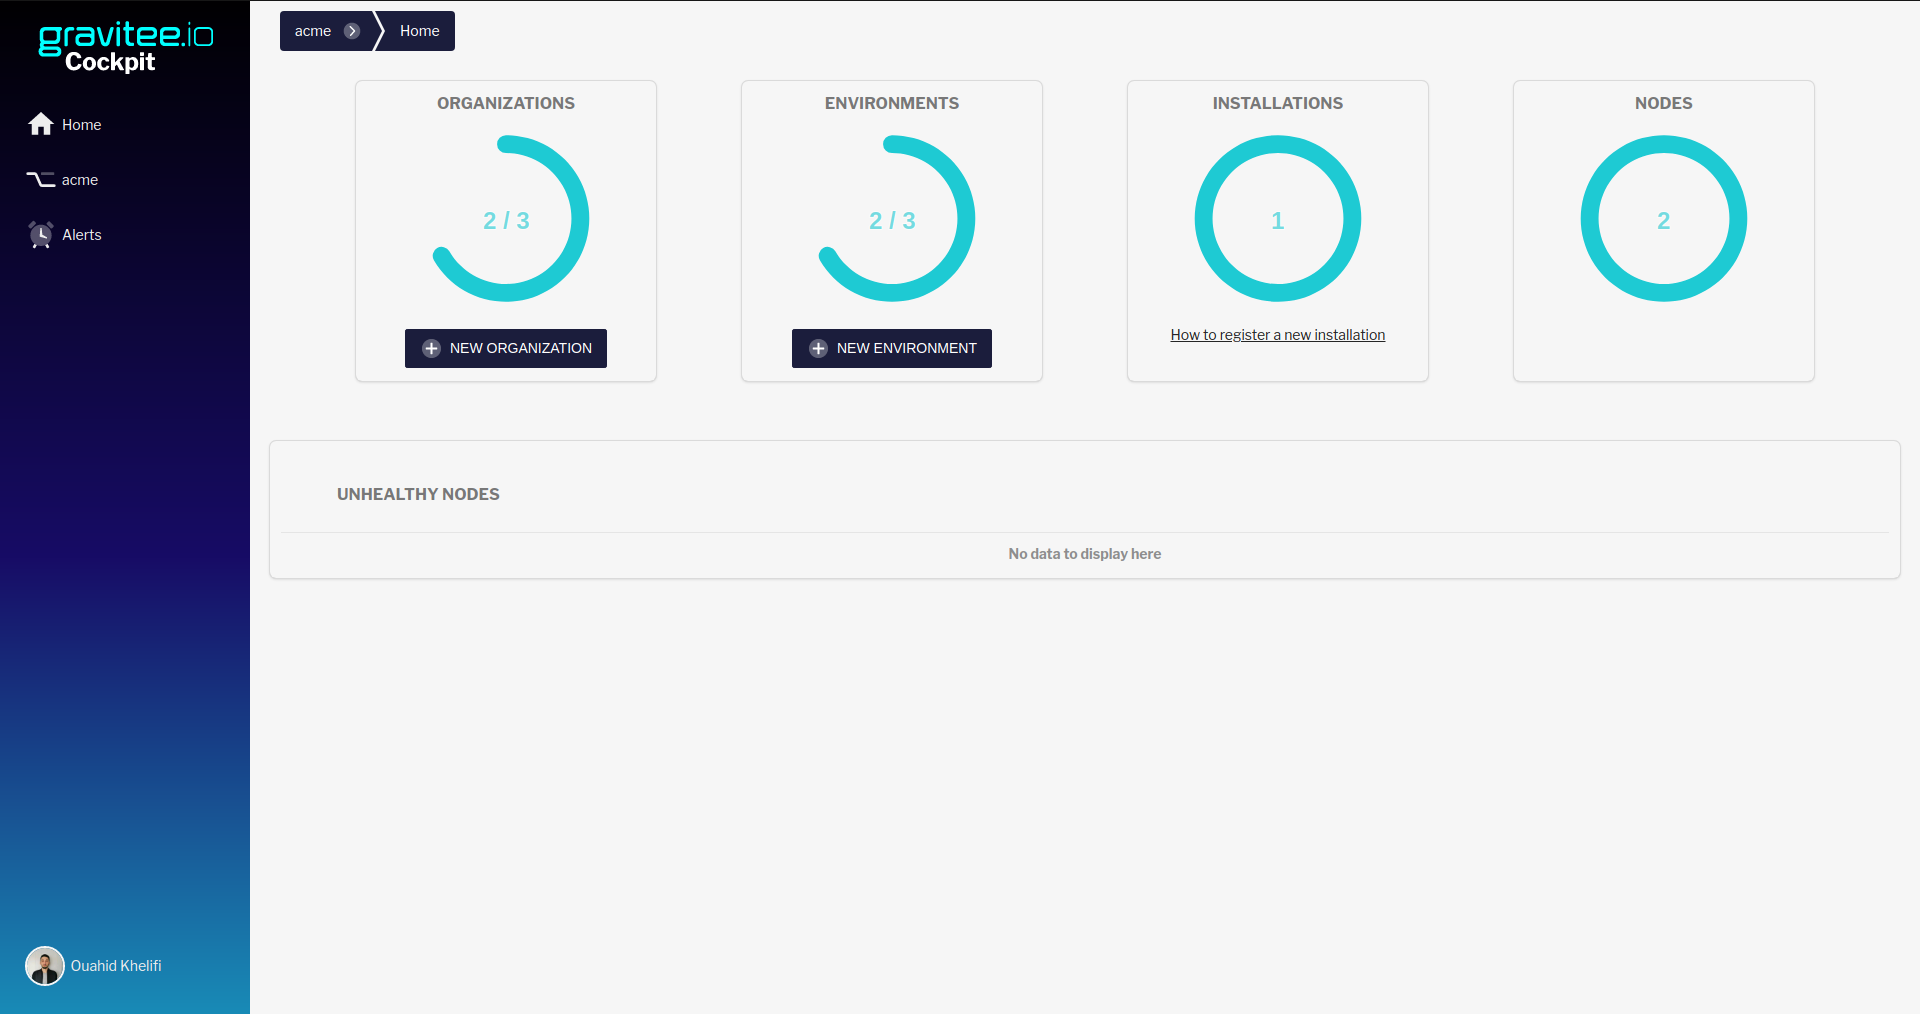 gravitee.io
Cockpit
Home
acme
Alerts
Ouahid Khelifi
acme
Home
ORGANIZATIONS
2 / 3
NEW ORGANIZATION
ENVIRONMENTS
2 / 3
NEW ENVIRONMENT
INSTALLATIONS
1
How to register a new installation
NODES
2
UNHEALTHY NODES
No data to display here